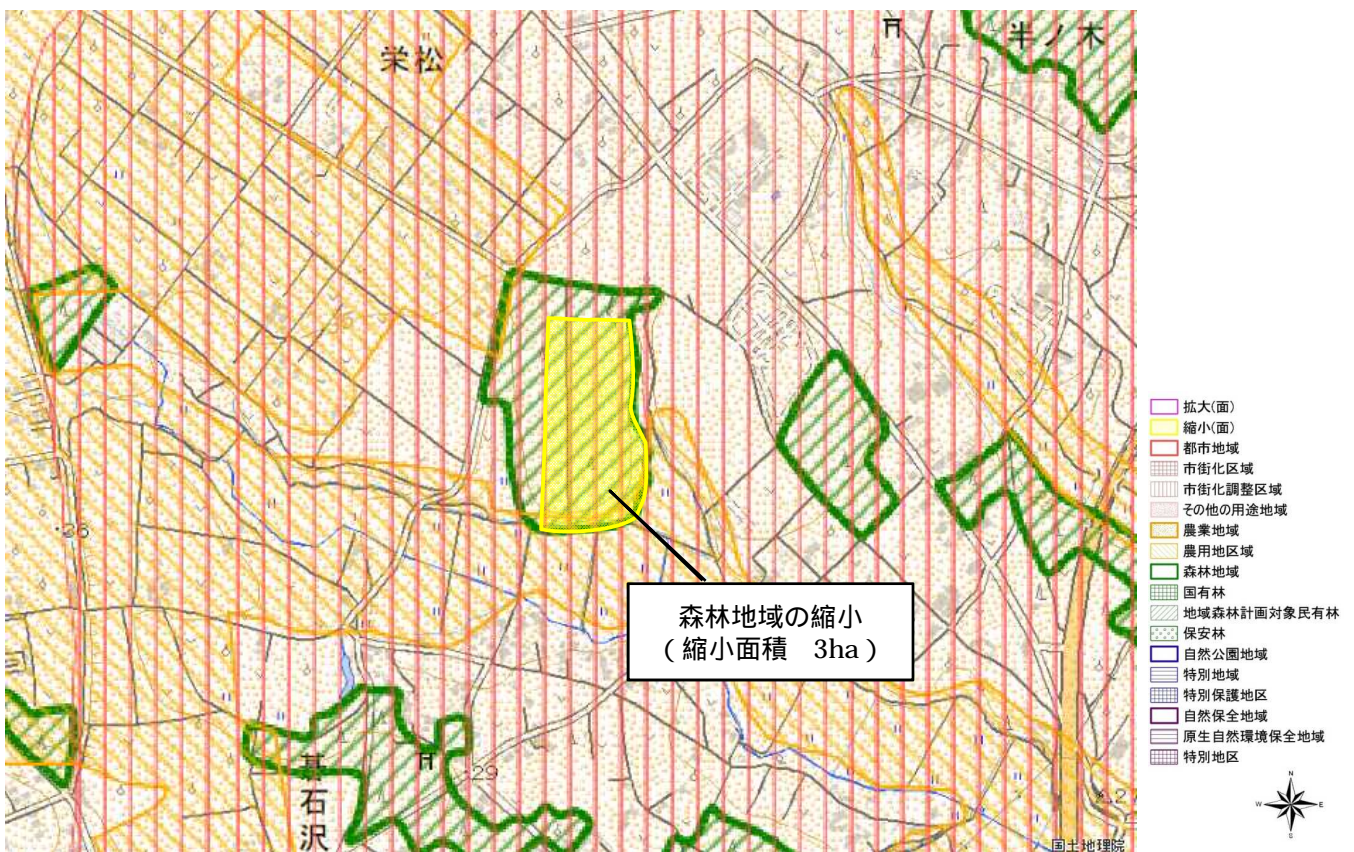 栄松
半ノ木
・36
森林地域の縮小
（縮小面積　3ha）
碁石沢
・29
国土地理院
拡大(面)
縮小(面)
都市地域
市街化区域
市街化調整区域
その他の用途地域
農業地域
農用地区域
森林地域
国有林
地域森林計画対象民有林
保安林
自然公園地域
特別地域
特別保護地区
自然保全地域
原生自然環境保全地域
特別地区
N
W
E
S